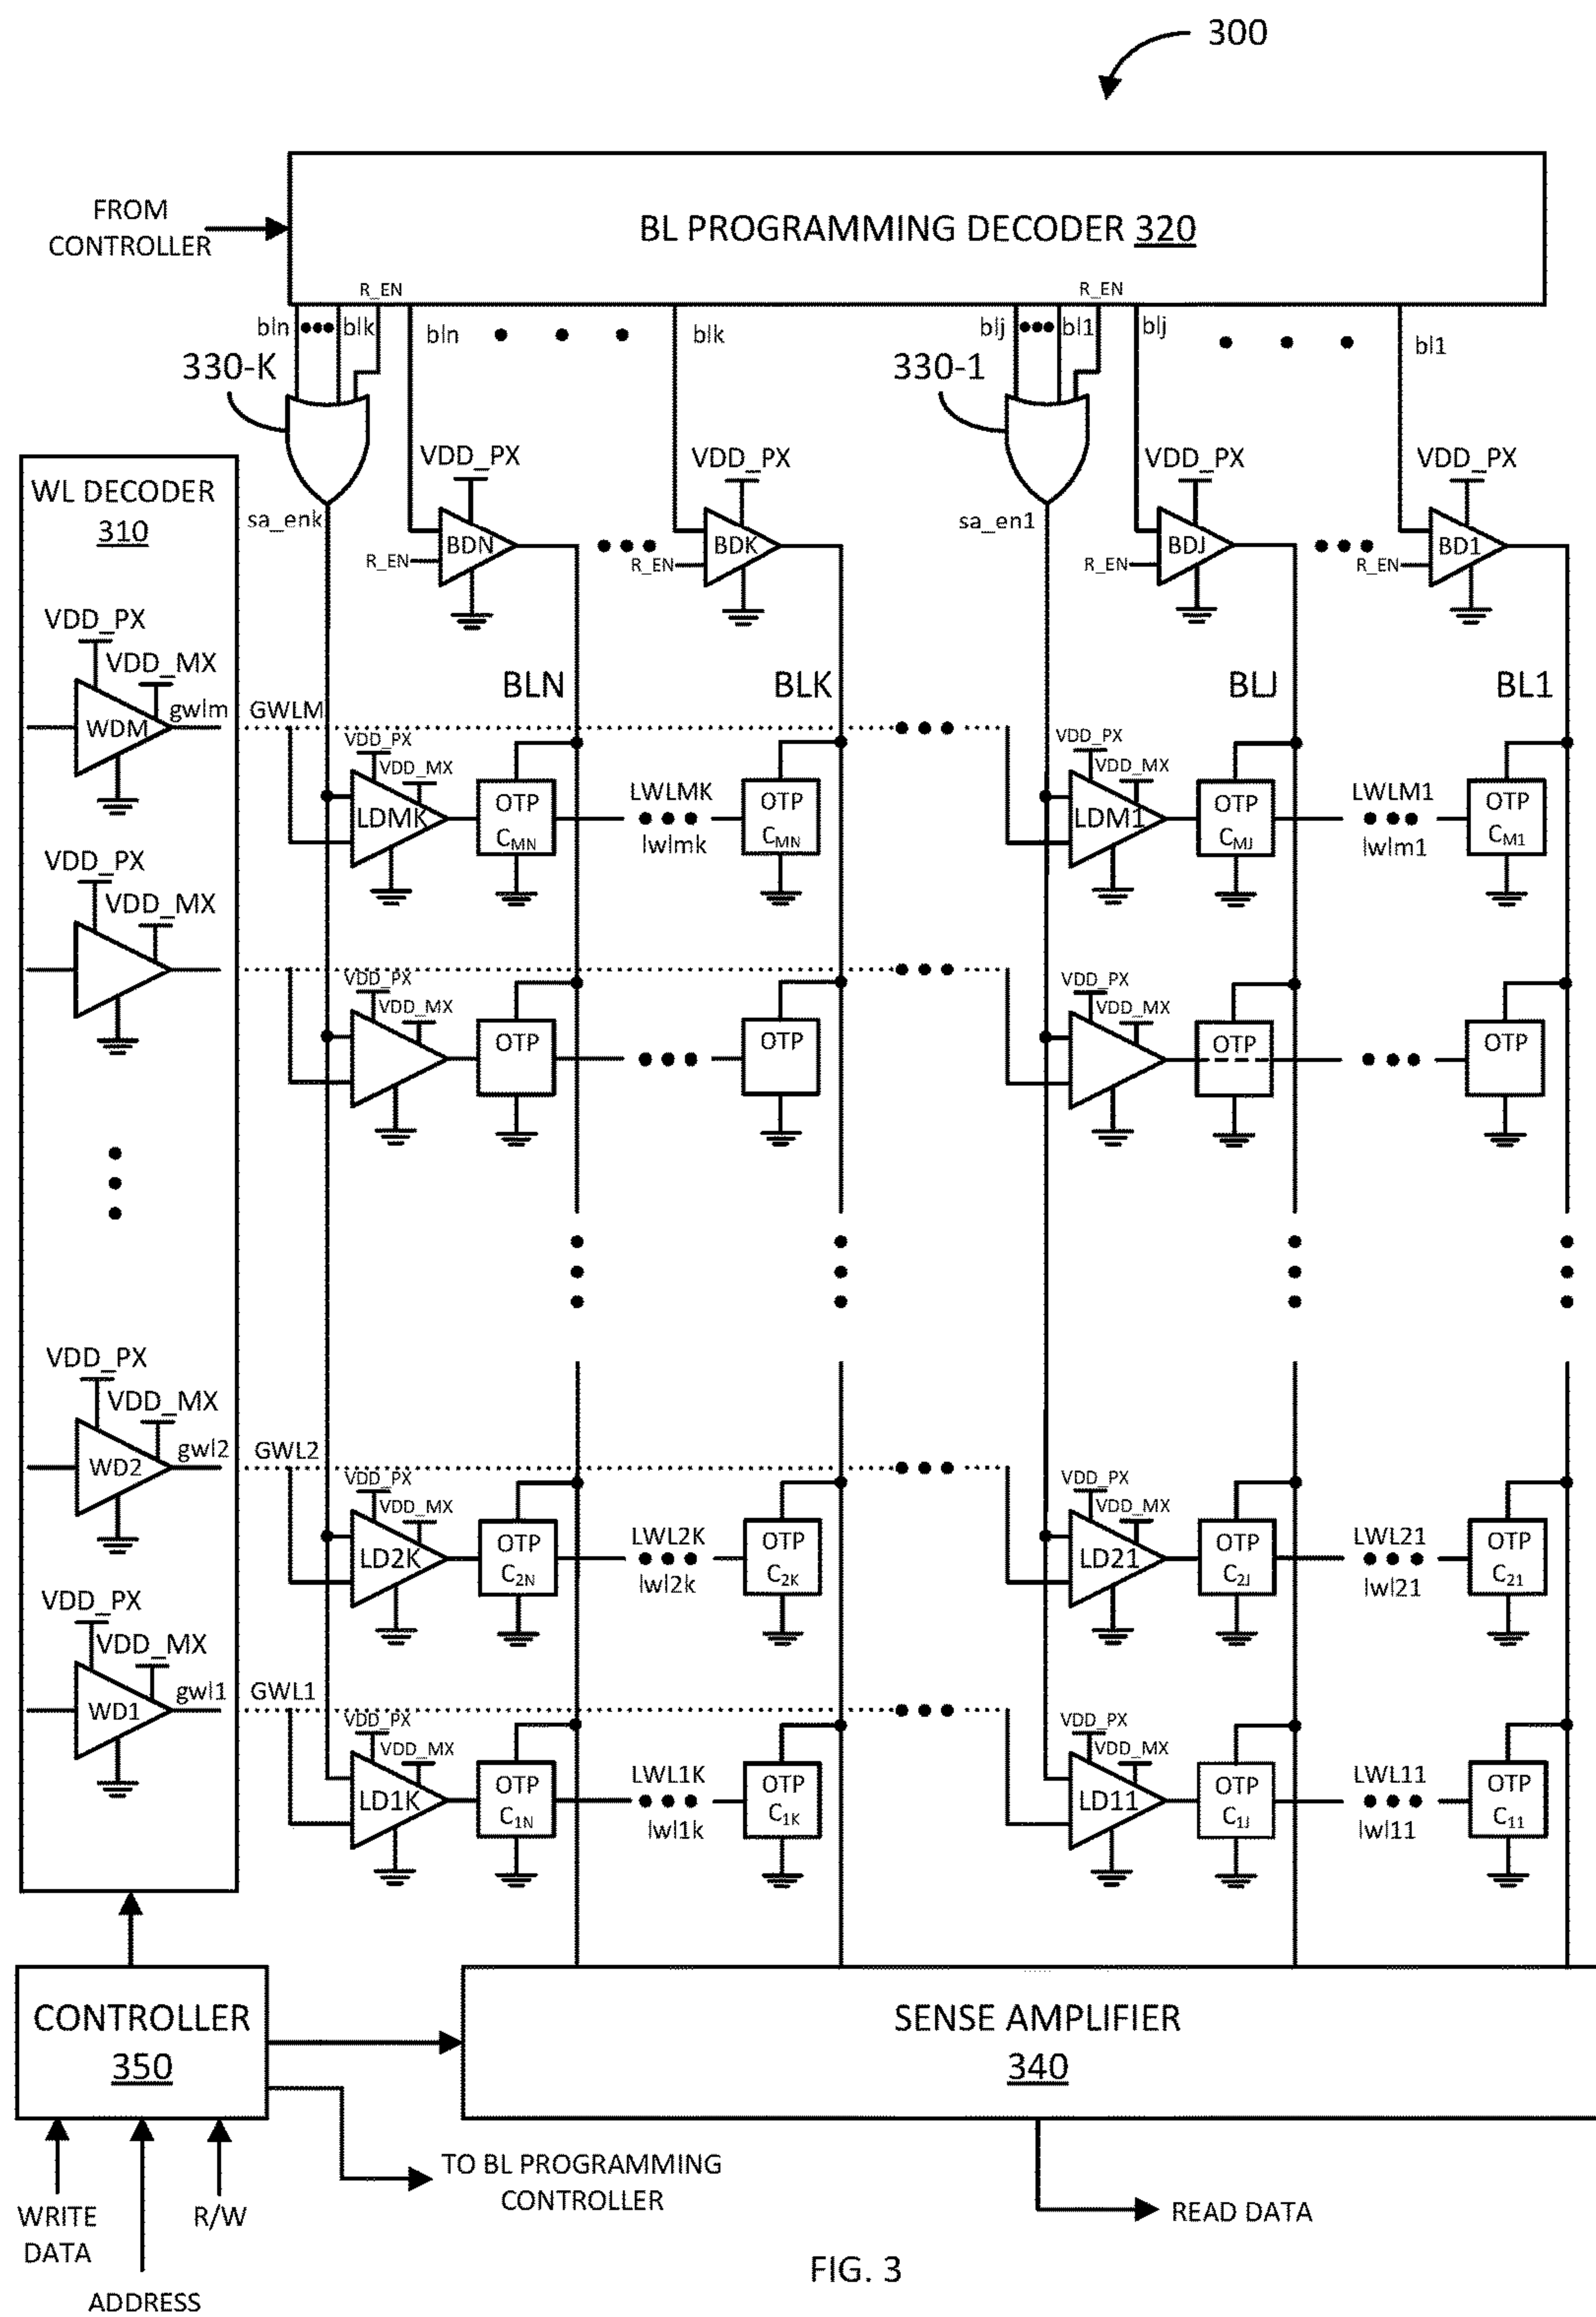 300
FROM
CONTROLLER
BL PROGRAMMING DECODER 320
R_EN R_EN
bln blk bln blk blj bl1 blj bl1
330-K 330-1
VDD_PX VDD_PX VDD_PX VDD_PX
WL DECODER
310
sa_enk sa_en1
BDN BDK BDJ BD1
R_EN R_EN R_EN R_EN
VDD_PX
VDD_MX
BLN BLK BLJ BL1
gwlm GWLM
WDM
VDD_PX VDD_PX
VDD_MX VDD_MX
OTP LWLMK OTP OTP LWLM1 OTP
LDMK LDM1
CMN lwlmk CMN CMJ lwlm1 CM1
VDD_PX
VDD_MX
VDD_PX VDD_PX
VDD_MX VDD_MX
OTP OTP OTP OTP
VDD_PX
VDD_MX
gwl2 GWL2
WD2
VDD_PX VDD_PX
VDD_MX VDD_MX
OTP LWL2K OTP OTP LWL21 OTP
LD2K LD21
C2N lwl2k C2K C2J lwl21 C21
VDD_PX
VDD_MX
gwl1 GWL1
WD1
VDD_PX VDD_PX
VDD_MX VDD_MX
OTP LWL1K OTP OTP LWL11 OTP
LD1K LD11
C1N lwl1k C1K C1J lwl11 C11
CONTROLLER
350
SENSE AMPLIFIER
340
WRITE
DATA
R/W
ADDRESS
TO BL PROGRAMMING
CONTROLLER
READ DATA
FIG. 3